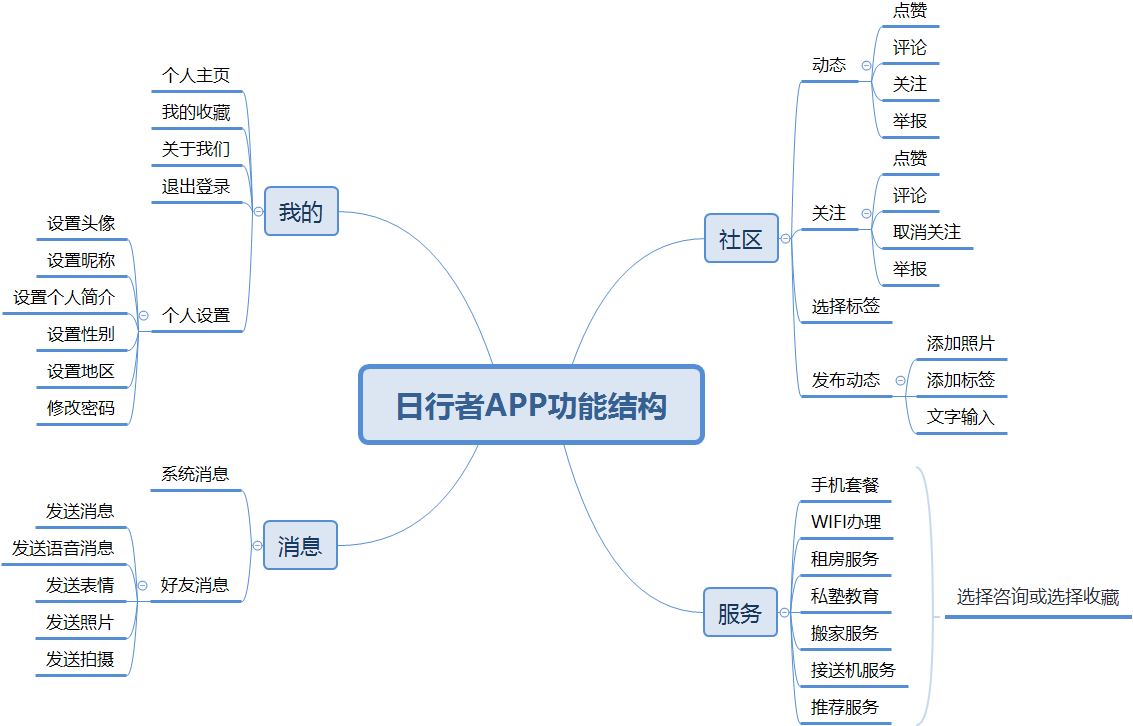 日行者APP功能结构
社区
动态
点赞
评论
关注
举报
关注
点赞
评论
取消关注
举报
选择标签
发布动态
添加照片
添加标签
文字输入
服务
手机套餐
WIFI办理
租房服务
私塾教育
搬家服务
接送机服务
推荐服务
选择咨询或选择收藏
我的
个人主页
我的收藏
关于我们
退出登录
个人设置
设置头像
设置昵称
设置个人简介
设置性别
设置地区
修改密码
消息
系统消息
好友消息
发送消息
发送语音消息
发送表情
发送照片
发送拍摄